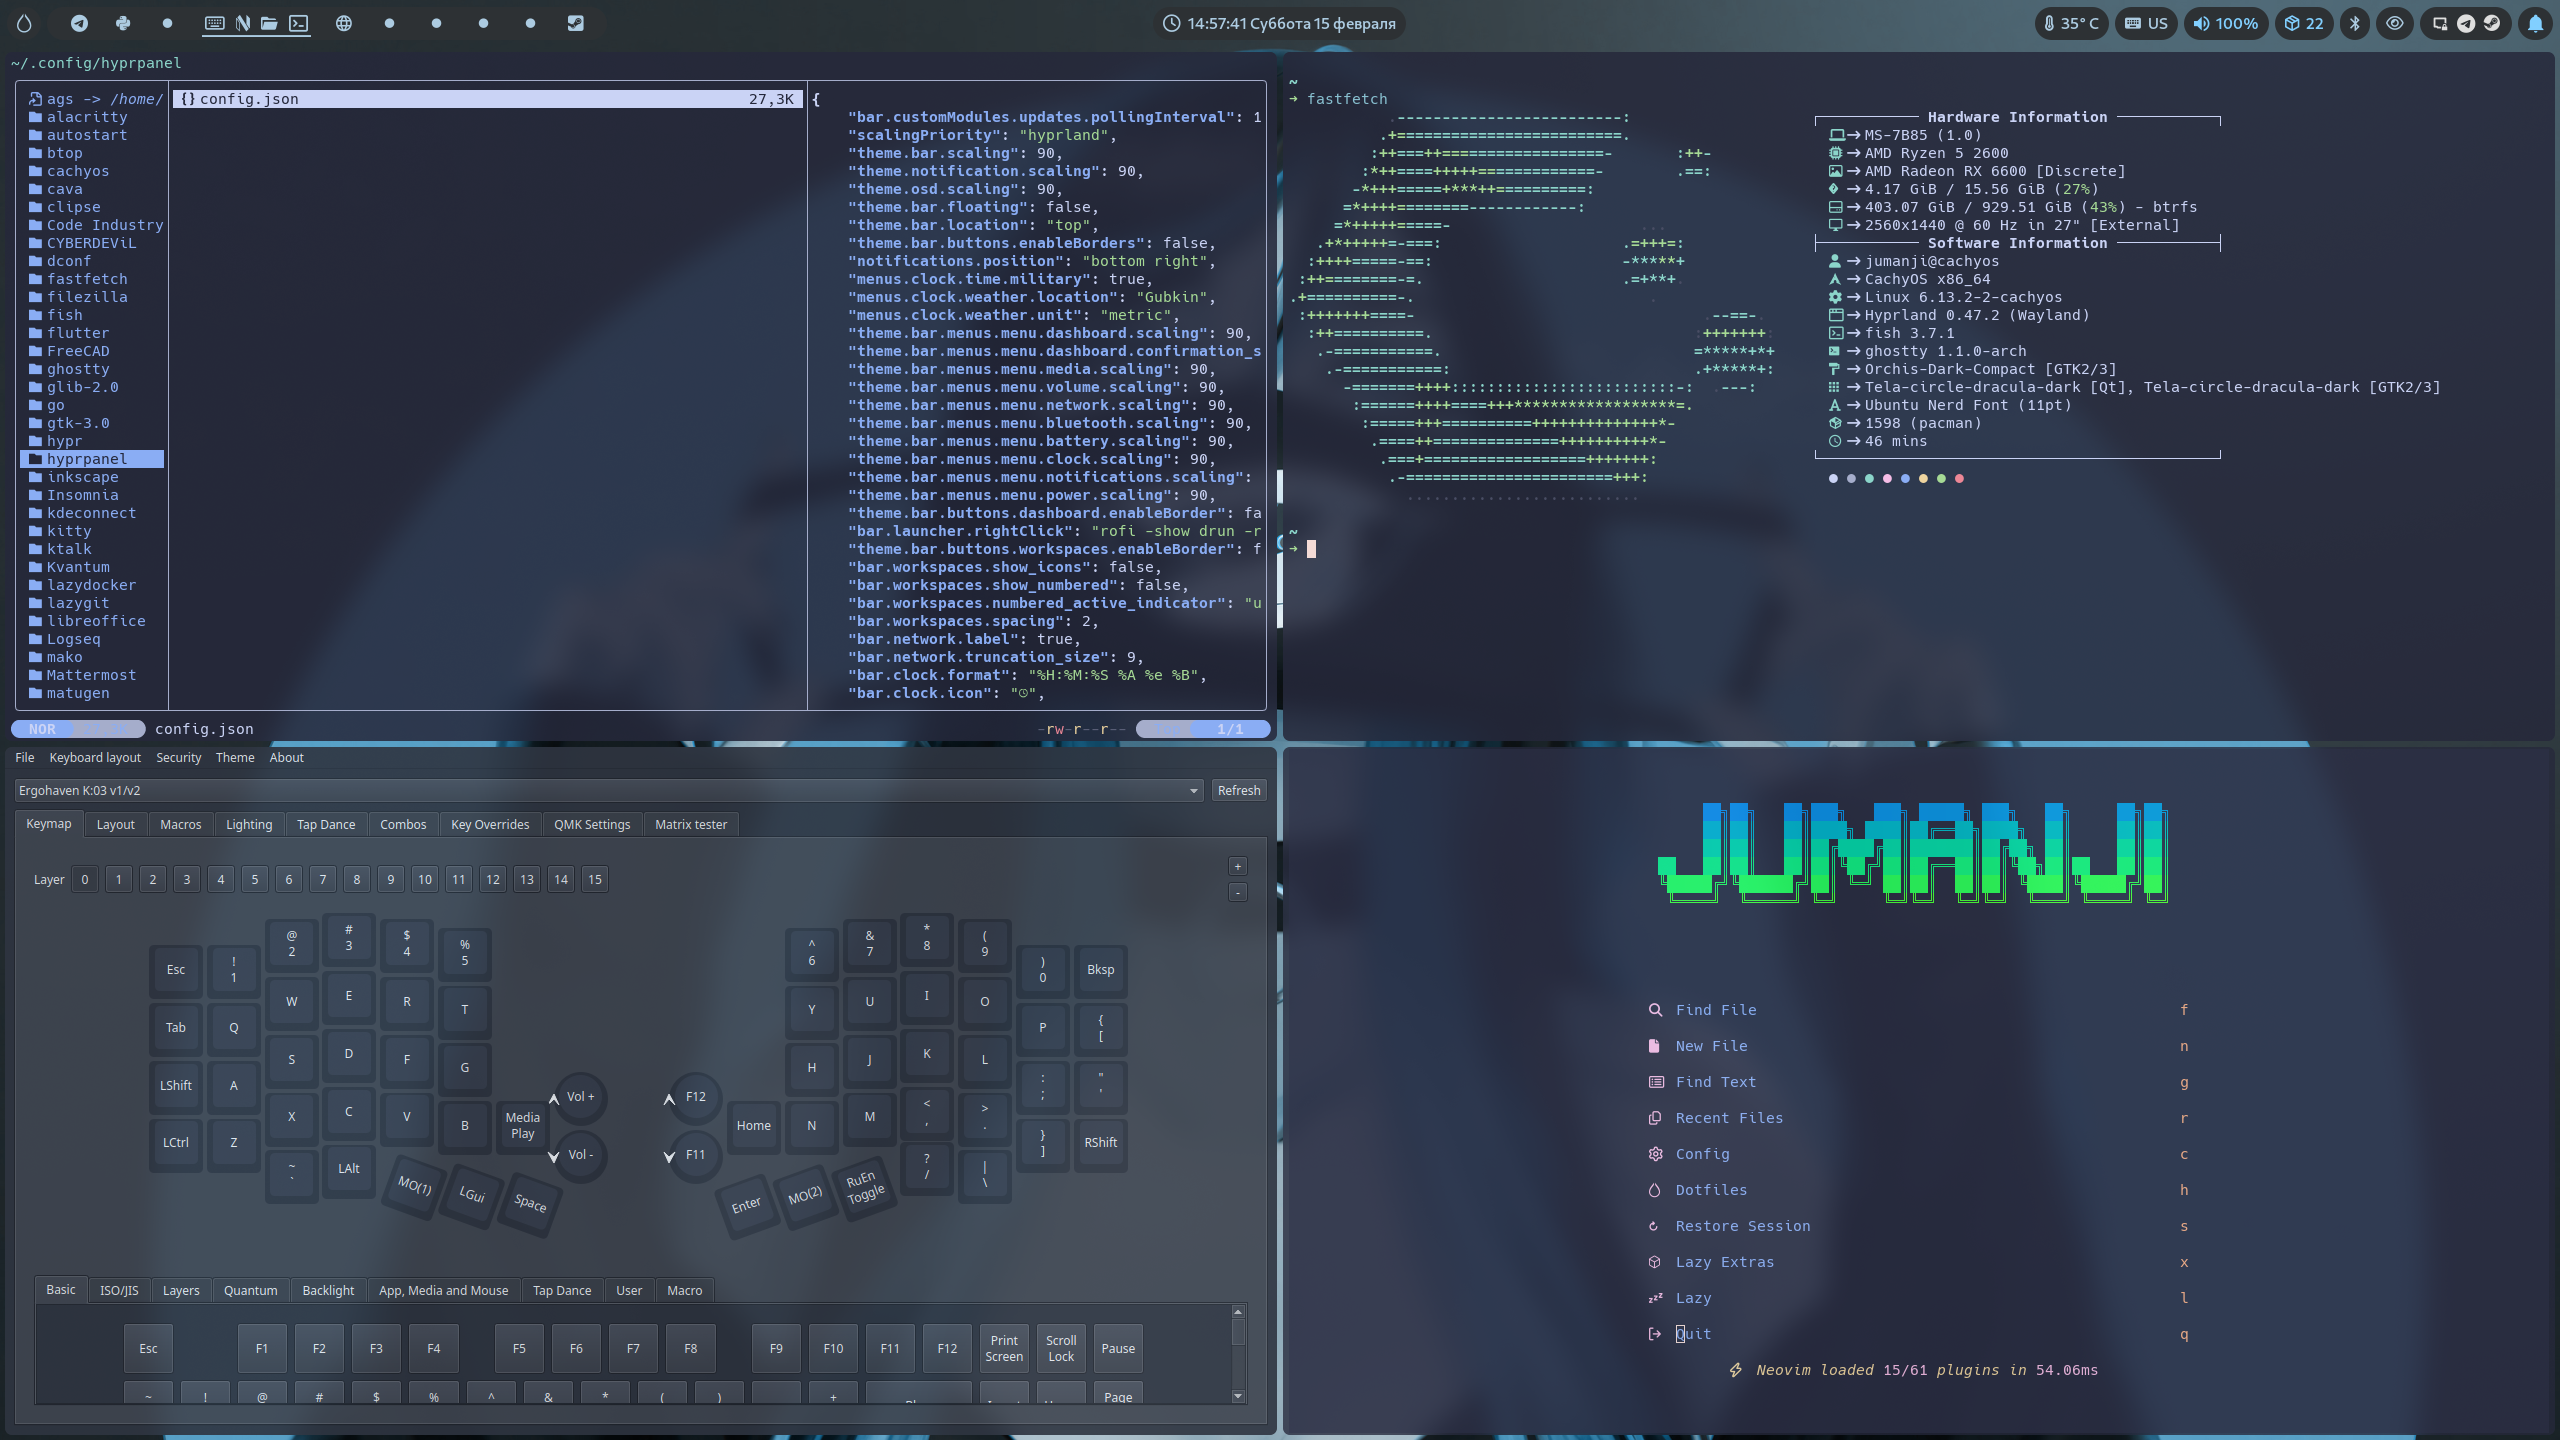 14:57:41 Суббота 15 февраля
35° C
US
100%
22
~/.config/hyprpanel
ags -> /home/
alacritty
autostart
btop
cachyos
cava
clipse
Code Industry
CYBERDEViL
dconf
fastfetch
filezilla
fish
flutter
FreeCAD
ghostty
glib-2.0
go
gtk-3.0
hypr
hyprpanel
inkscape
Insomnia
kdeconnect
kitty
ktalk
Kvantum
lazydocker
lazygit
libreoffice
Logseq
mako
Mattermost
matugen
config.json 27,3K
{
"bar.customModules.updates.pollingInterval": 1
"scalingPriority": "hyprland",
"theme.bar.scaling": 90,
"theme.notification.scaling": 90,
"theme.osd.scaling": 90,
"theme.bar.floating": false,
"theme.bar.location": "top",
"theme.bar.buttons.enableBorders": false,
"notifications.position": "bottom right",
"menus.clock.time.military": true,
"menus.clock.weather.location": "Gubkin",
"menus.clock.weather.unit": "metric",
"theme.bar.menus.menu.dashboard.scaling": 90,
"theme.bar.menus.menu.dashboard.confirmation_s
"theme.bar.menus.menu.media.scaling": 90,
"theme.bar.menus.menu.volume.scaling": 90,
"theme.bar.menus.menu.network.scaling": 90,
"theme.bar.menus.menu.bluetooth.scaling": 90,
"theme.bar.menus.menu.battery.scaling": 90,
"theme.bar.menus.menu.clock.scaling": 90,
"theme.bar.menus.menu.notifications.scaling":
"theme.bar.menus.menu.power.scaling": 90,
"theme.bar.buttons.dashboard.enableBorder": fa
"bar.launcher.rightClick": "rofi -show drun -r
"theme.bar.buttons.workspaces.enableBorder": f
"bar.workspaces.show_icons": false,
"bar.workspaces.show_numbered": false,
"bar.workspaces.numbered_active_indicator": "u
"bar.workspaces.spacing": 2,
"bar.network.label": true,
"bar.network.truncation_size": 9,
"bar.clock.format": "%H:%M:%S %A %e %B",
"bar.clock.icon": "",
NOR config.json -rw-r--r-- 1/1
~
→ fastfetch
Hardware Information
MS-7B85 (1.0)
AMD Ryzen 5 2600
AMD Radeon RX 6600 [Discrete]
4.17 GiB / 15.56 GiB (27%)
403.07 GiB / 929.51 GiB (43%) - btrfs
2560x1440 @ 60 Hz in 27" [External]
Software Information
jumanji@cachyos
CachyOS x86_64
Linux 6.13.2-2-cachyos
Hyprland 0.47.2 (Wayland)
fish 3.7.1
ghostty 1.1.0-arch
Orchis-Dark-Compact [GTK2/3]
Tela-circle-dracula-dark [Qt], Tela-circle-dracula-dark [GTK2/3]
Ubuntu Nerd Font (11pt)
1598 (pacman)
46 mins
~
→
File Keyboard layout Security Theme About
Ergohaven K:03 v1/v2
Refresh
Keymap Layout Macros Lighting Tap Dance Combos Key Overrides QMK Settings Matrix tester
Layer 0 1 2 3 4 5 6 7 8 9 10 11 12 13 14 15
+
-
Esc ! 1 @ 2 # 3 $ 4 % 5 ^ 6 & 7 * 8 ( 9 ) 0 Bksp
Tab Q W E R T Y U I O P { [
LShift A S D F G H J K L : ; " '
LCtrl Z X C V B Media Play Vol + Vol - F12 F11 Home N M < , > . } ] RShift
~ ` LAlt MO(1) LGui Space Enter MO(2) RuEn Toggle ? / | \
Basic ISO/JIS Layers Quantum Backlight App, Media and Mouse Tap Dance User Macro
Esc F1 F2 F3 F4 F5 F6 F7 F8 F9 F10 F11 F12 Print Screen Scroll Lock Pause
~ ! @ # $ % ^ & * ( ) + Page
JUMANJI
Find File f
New File n
Find Text g
Recent Files r
Config c
Dotfiles h
Restore Session s
Lazy Extras x
Lazy l
Quit q
Neovim loaded 15/61 plugins in 54.06ms